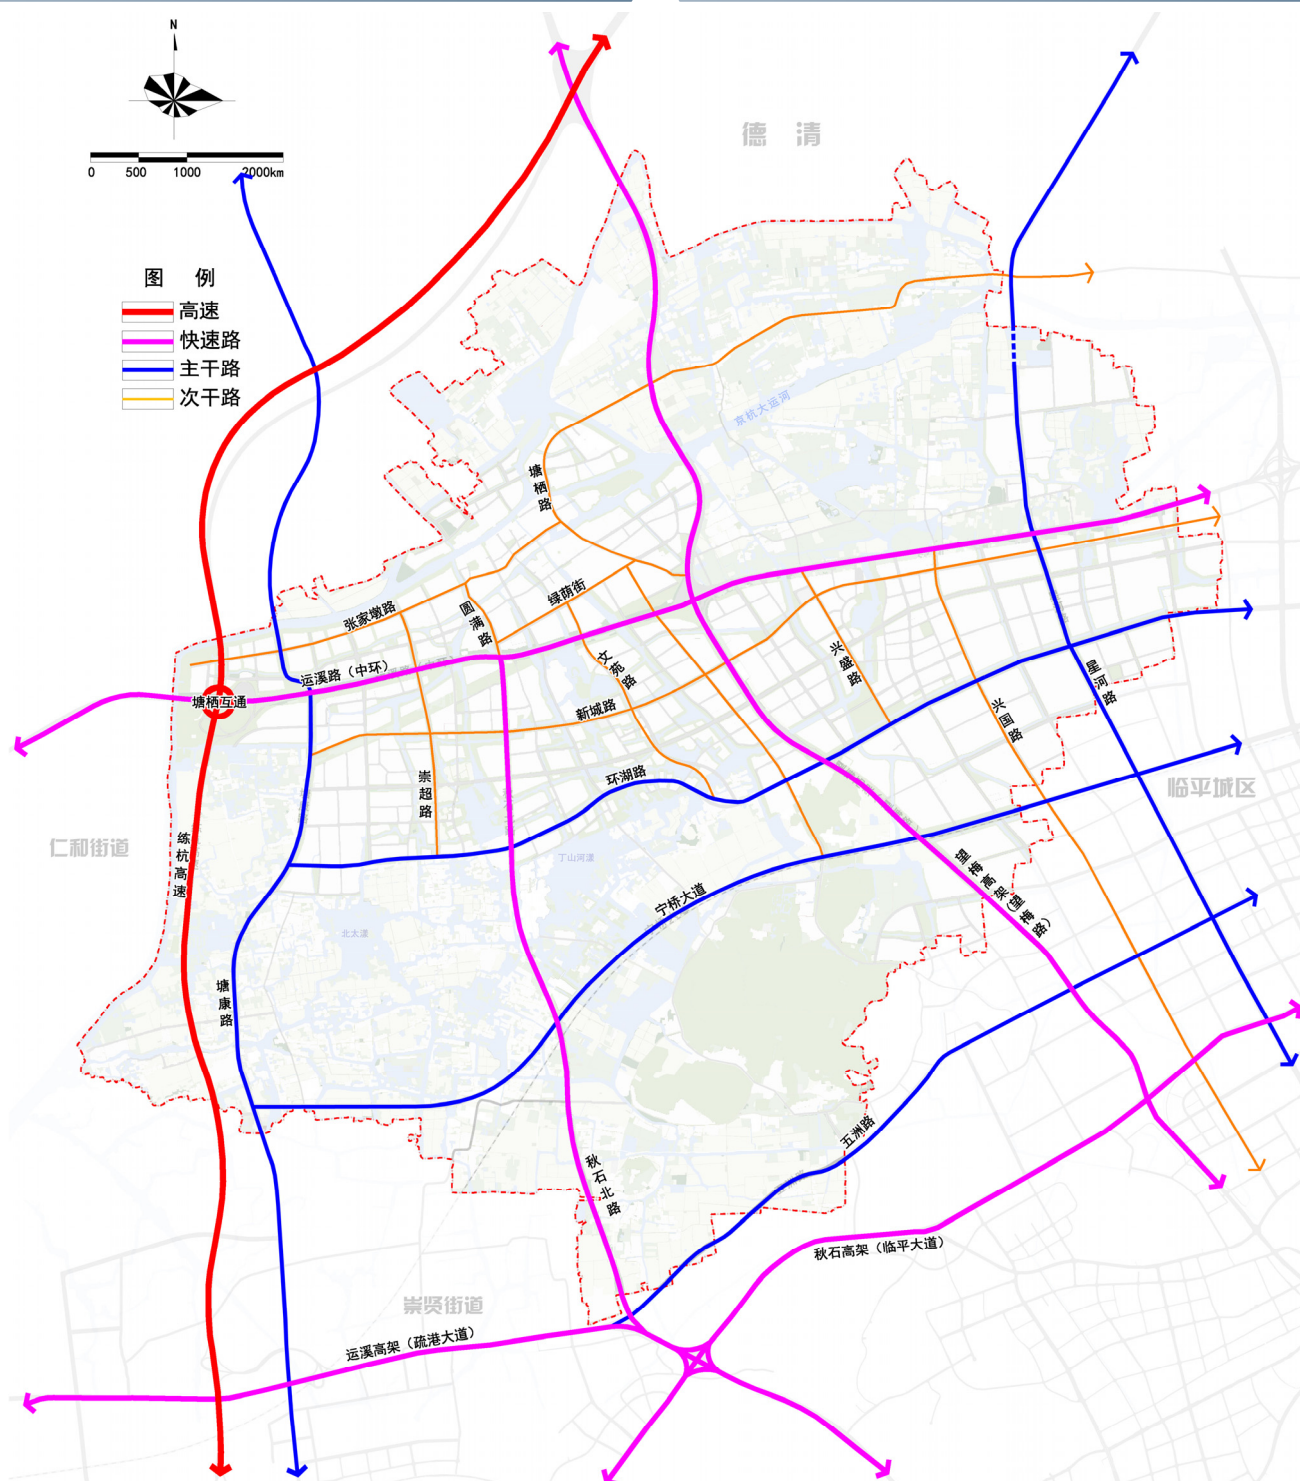 N
0 500 1000 2000km
德 清
图 例
高速
快速路
主干路
次干路
京杭大运河
塘栖路
绿荫街
张家墩路
圆满路
运溪路（中环）
文苑路
兴盛路
星河路
塘栖互通
新城路
兴国路
环湖路
崇超路
临平城区
仁和街道
练杭高速
丁山河漾
望梅高架（望梅路）
宁桥大道
北太漾
塘康路
五洲路
秋石北路
秋石高架（临平大道）
崇贤街道
运溪高架（疏港大道）